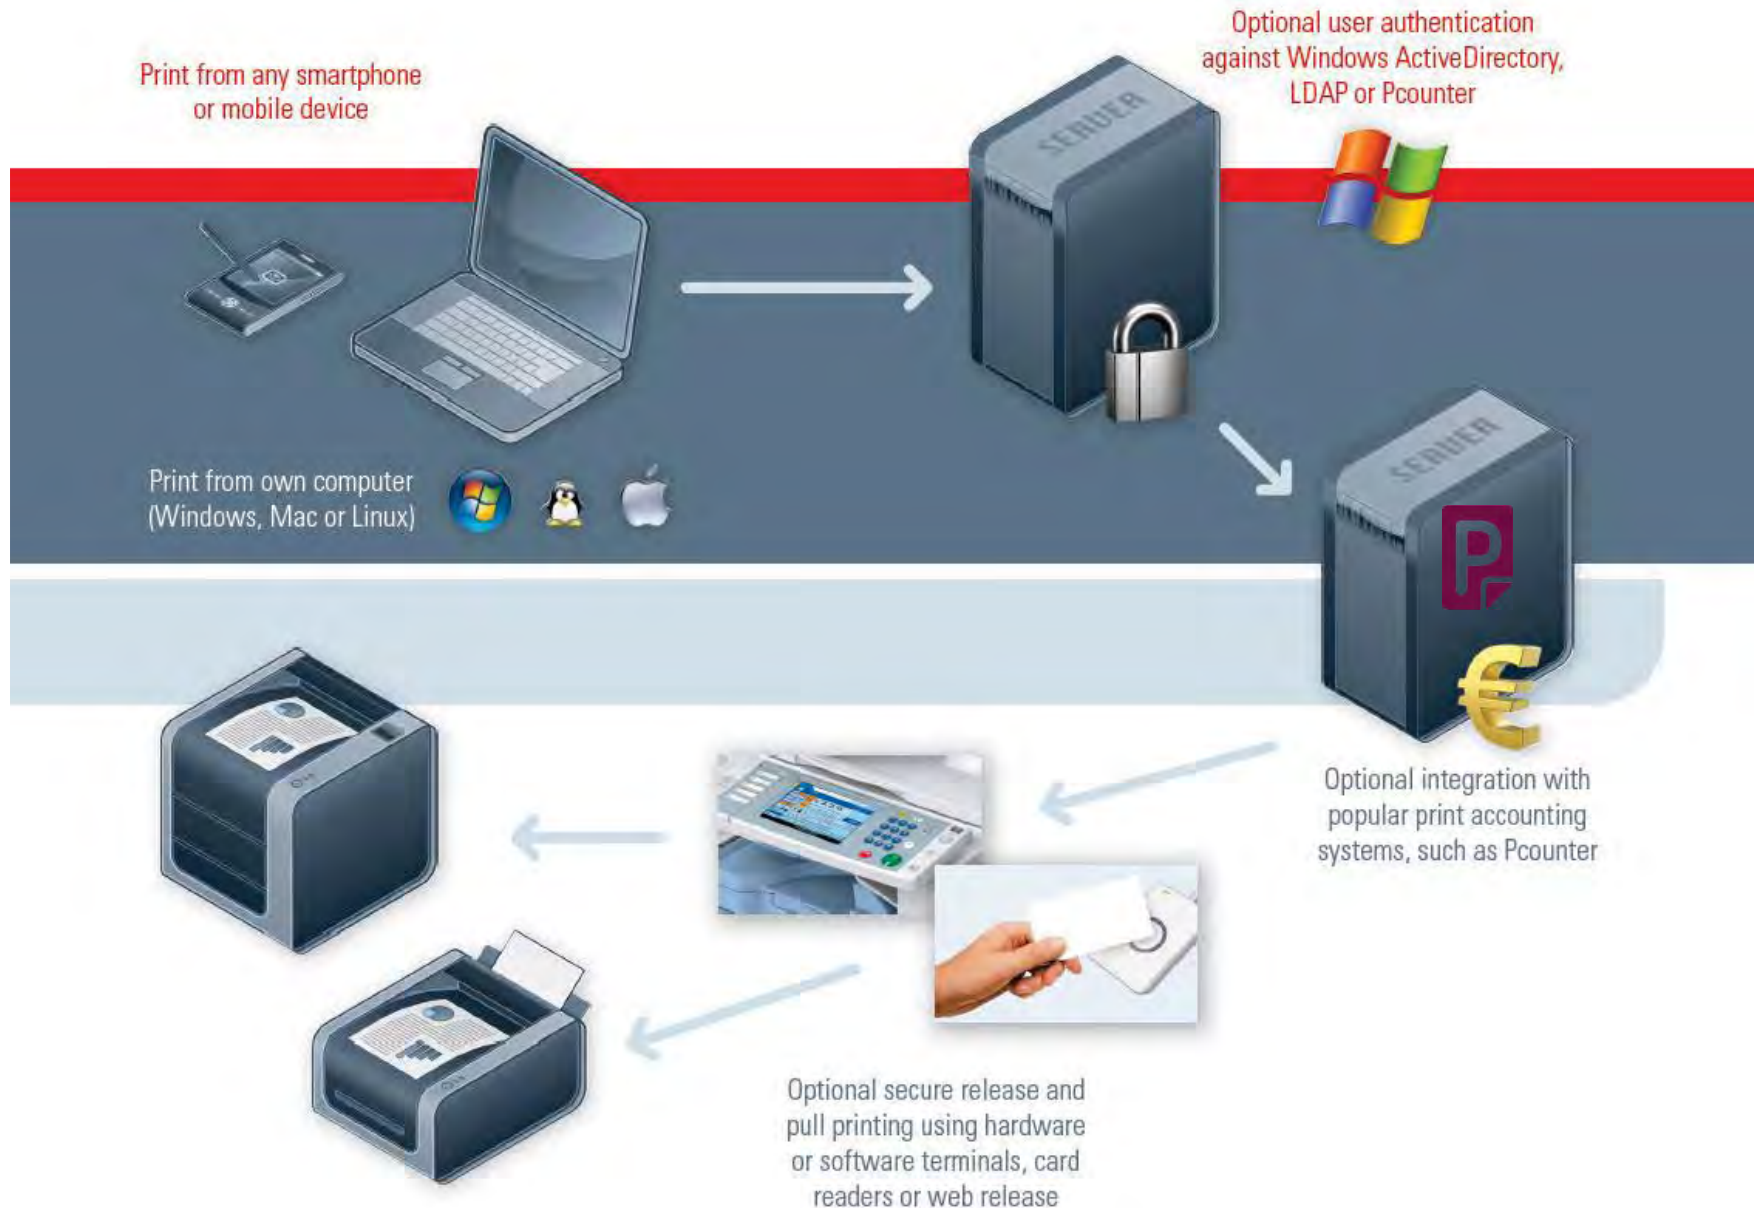 Optional user authentication
against Windows ActiveDirectory,
LDAP or Pcounter
Print from any smartphone
or mobile device
SERVER
Print from own computer
(Windows, Mac or Linux)
SERVER
P
Optional integration with
popular print accounting
systems, such as Pcounter
Optional secure release and
pull printing using hardware
or software terminals, card
readers or web release